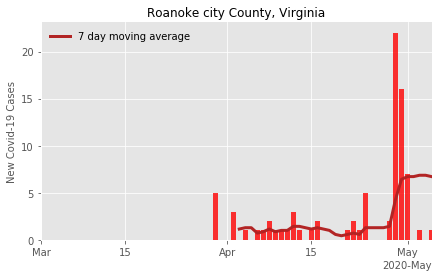 Roanoke city County, Virginia
7 day moving average
New Covid-19 Cases
20
15
10
5
0
Mar
15
Apr
15
May
2020-May